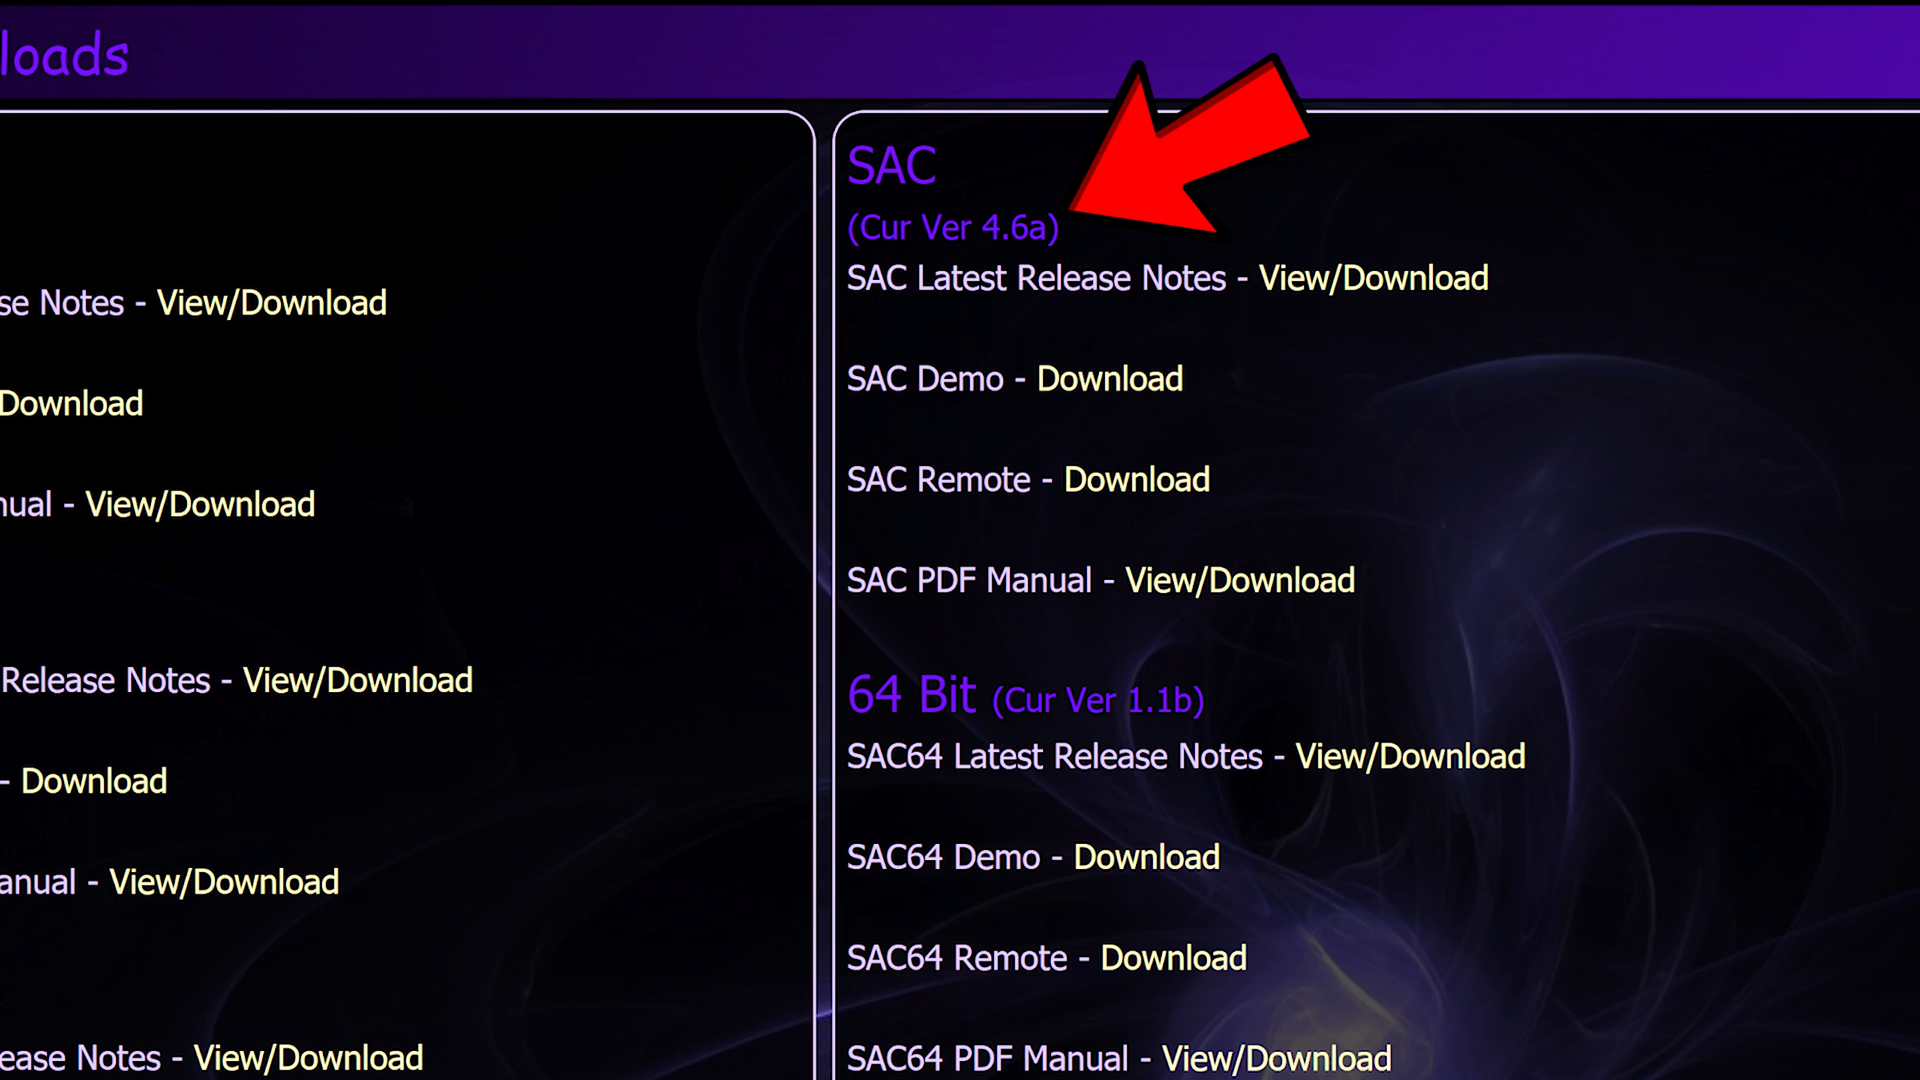 loads
se Notes - View/Download
Download
nual - View/Download
Release Notes - View/Download
- Download
anual - View/Download
ease Notes - View/Download
SAC
(Cur Ver 4.6a)
SAC Latest Release Notes - View/Download
SAC Demo - Download
SAC Remote - Download
SAC PDF Manual - View/Download
64 Bit (Cur Ver 1.1b)
SAC64 Latest Release Notes - View/Download
SAC64 Demo - Download
SAC64 Remote - Download
SAC64 PDF Manual - View/Download